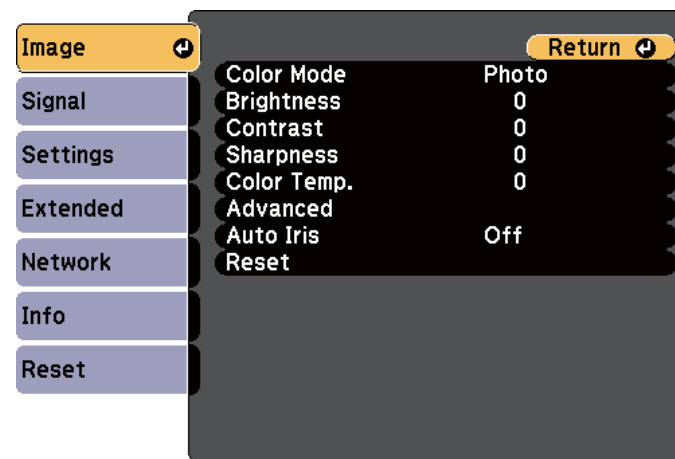 Image
Signal
Settings
Extended
Network
Info
Reset
Return
Color Mode Photo
Brightness 0
Contrast 0
Sharpness 0
Color Temp. 0
Advanced
Auto Iris Off
Reset